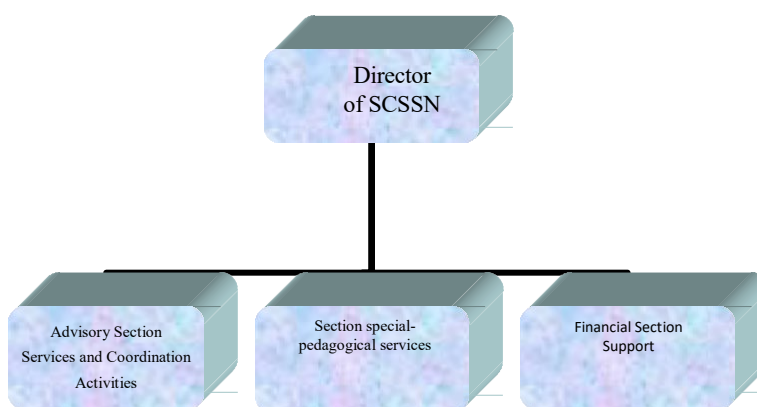 Director
of SCSSN
Advisory Section
Services and Coordination
Activities
Section special-
pedagogical services
Financial Section
Support